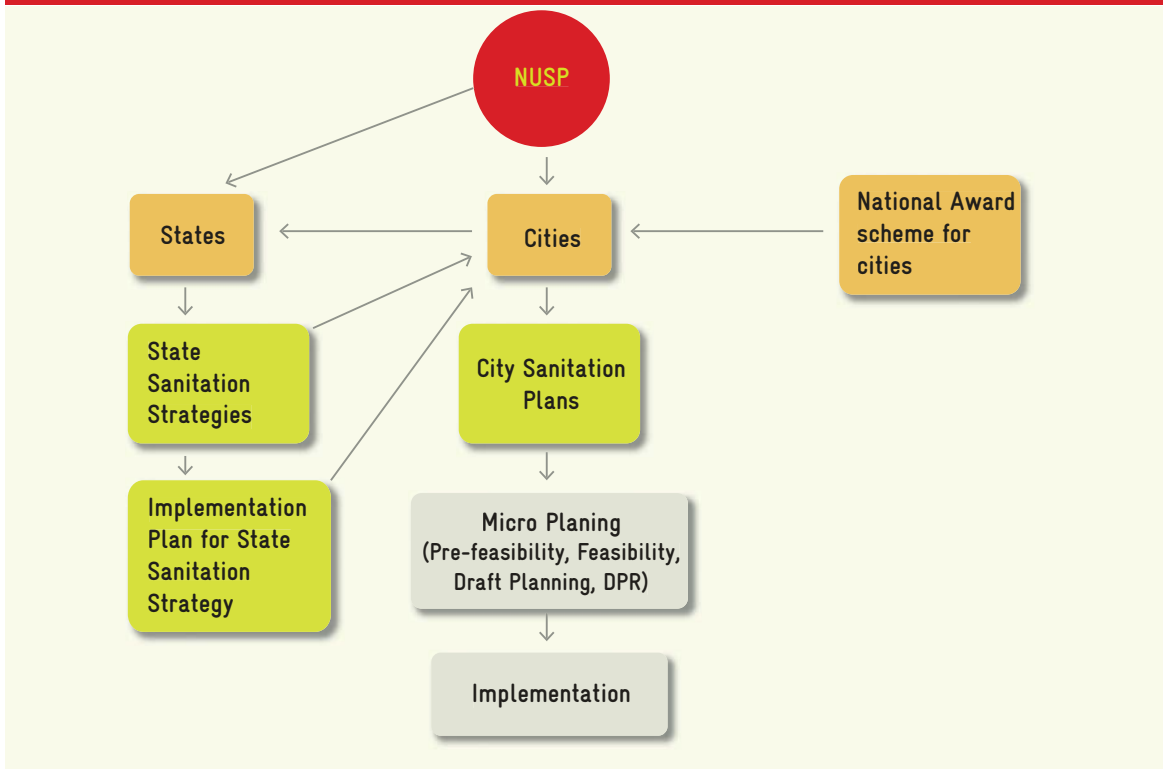 NUSP
States
Cities
National Award
scheme for
cities
State
Sanitation
Strategies
City Sanitation
Plans
Implementation
Plan for State
Sanitation
Strategy
Micro Planing
(Pre-feasibility, Feasibility,
Draft Planning, DPR)
Implementation